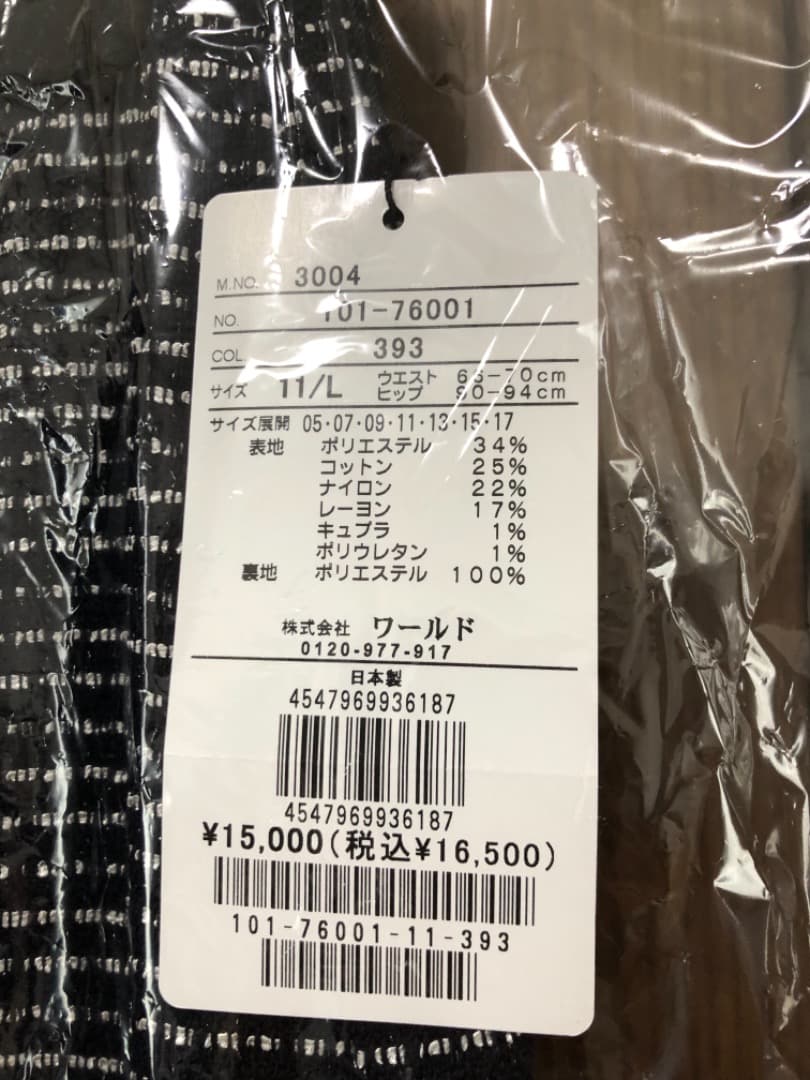 M.NO. 3004
NO. 101-76001
COL. 393
サイズ 11/L ウエスト 66-70cm
ヒップ 90-94cm
サイズ展開 05・07・09・11・13・15・17
表地 ポリエステル 34%
コットン 25%
ナイロン 22%
レーヨン 17%
キュプラ 1%
ポリウレタン 1%
裏地 ポリエステル 100%
株式会社 ワールド
0120-977-917
日本製
4547969936187
4547969936187
¥15,000(税込¥16,500)
101-76001-11-393